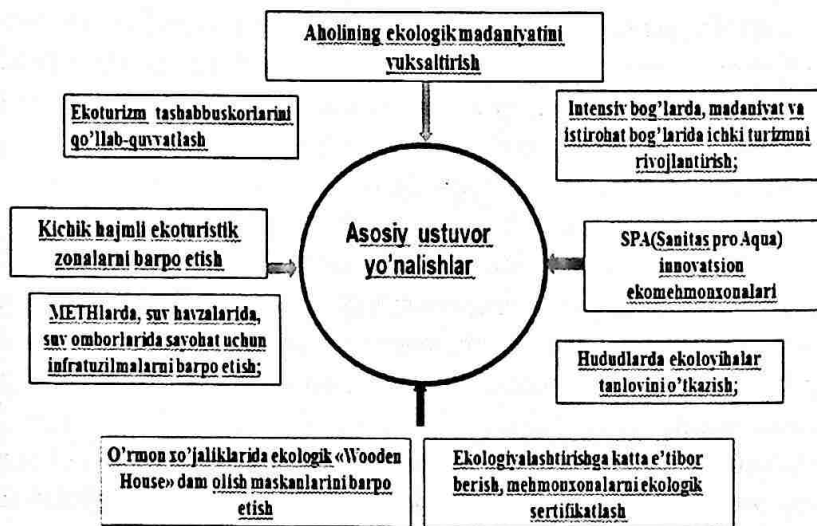 Aholining ekologik madaniyatini
yuksaltirish
Ekoturizm tashabbuskorlarini
qo'llab-quvvatlash
Intensiv bog'larda, madaniyat va
istirohat bog'larida ichki turizmni
rivojlantirish;
Kichik hajmli ekoturistik
zonalarni barpo etish
Asosiy ustuvor
yo'nalishlar
SPA(Sanitas pro Aqua)
innovatsion
ekomehmonxonalari
METHlarda, suv havzalarida,
suv omborlarida sayohat uchun
infratuzilmalarni barpo etish;
Hududlarda ekoloyihalar
tanlovini o'tkazish;
O'rmon xo'jaliklarida ekologik «Wooden
House» dam olish maskanlarini barpo
etish
Ekologiyalashtirishga katta e'tibor
berish, mehmonxonalarni ekologik
sertifikatlash